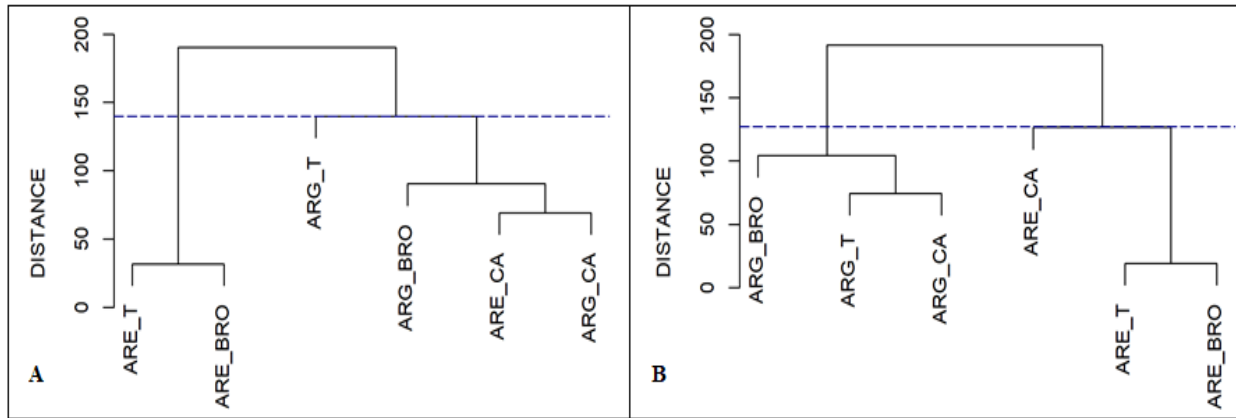 DISTANCE
0
50
100
150
200
ARE_T
ARE_BRO
ARG_T
ARG_BRO
ARE_CA
ARG_CA
A
DISTANCE
0
50
100
150
200
ARG_BRO
ARG_T
ARG_CA
ARE_CA
ARE_T
ARE_BRO
B